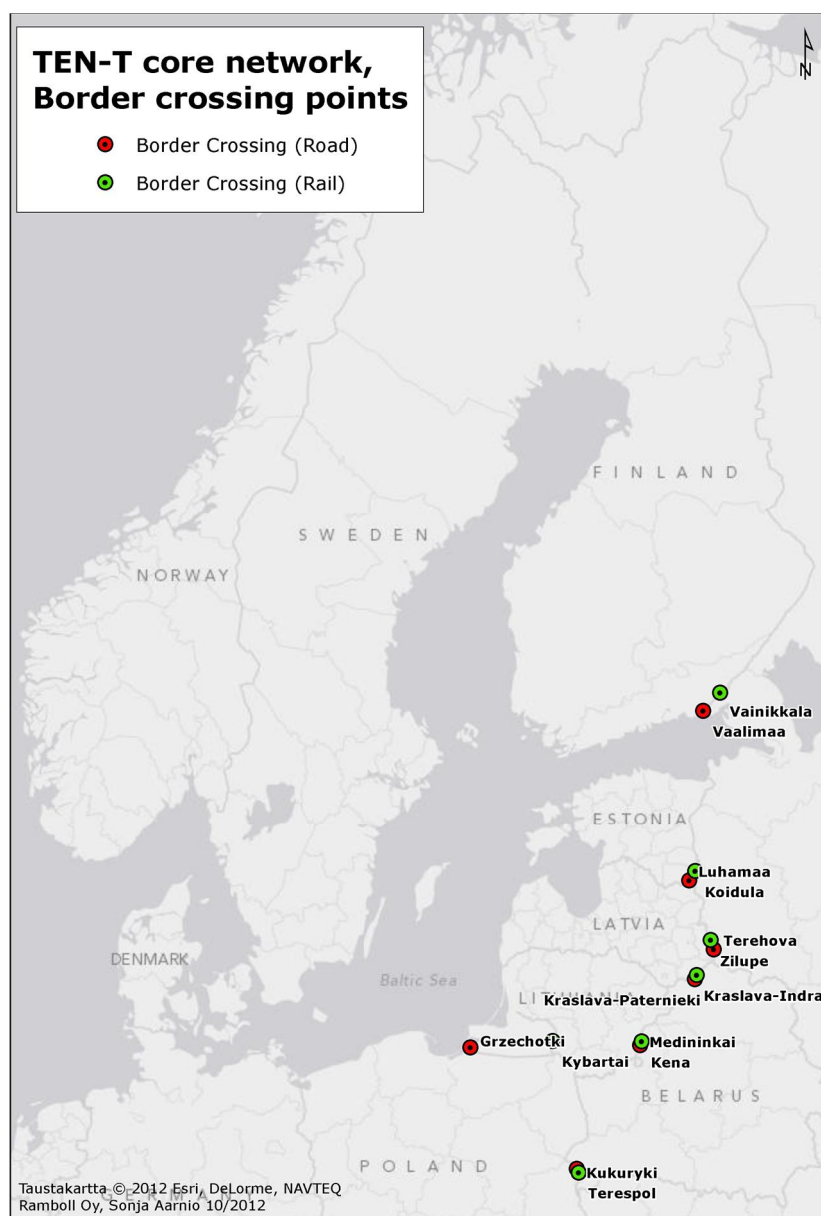 TEN-T core network,
Border crossing points
Border Crossing (Road)
Border Crossing (Rail)
N
FINLAND
SWEDEN
NORWAY
Vainikkala
Vaalimaa
ESTONIA
Luhamaa
Koidula
LATVIA
Terehova
Zilupe
DENMARK
Baltic Sea
LITHUANIA
Kraslava-Paternieki
Kraslava-Indra
Grzechotki
Kybartai
Medininkai
Kena
BELARUS
POLAND
Kukuryki
Terespol
GERMANY
Taustakartta © 2012 Esri, DeLorme, NAVTEQ
Ramboll Oy, Sonja Aarnio 10/2012